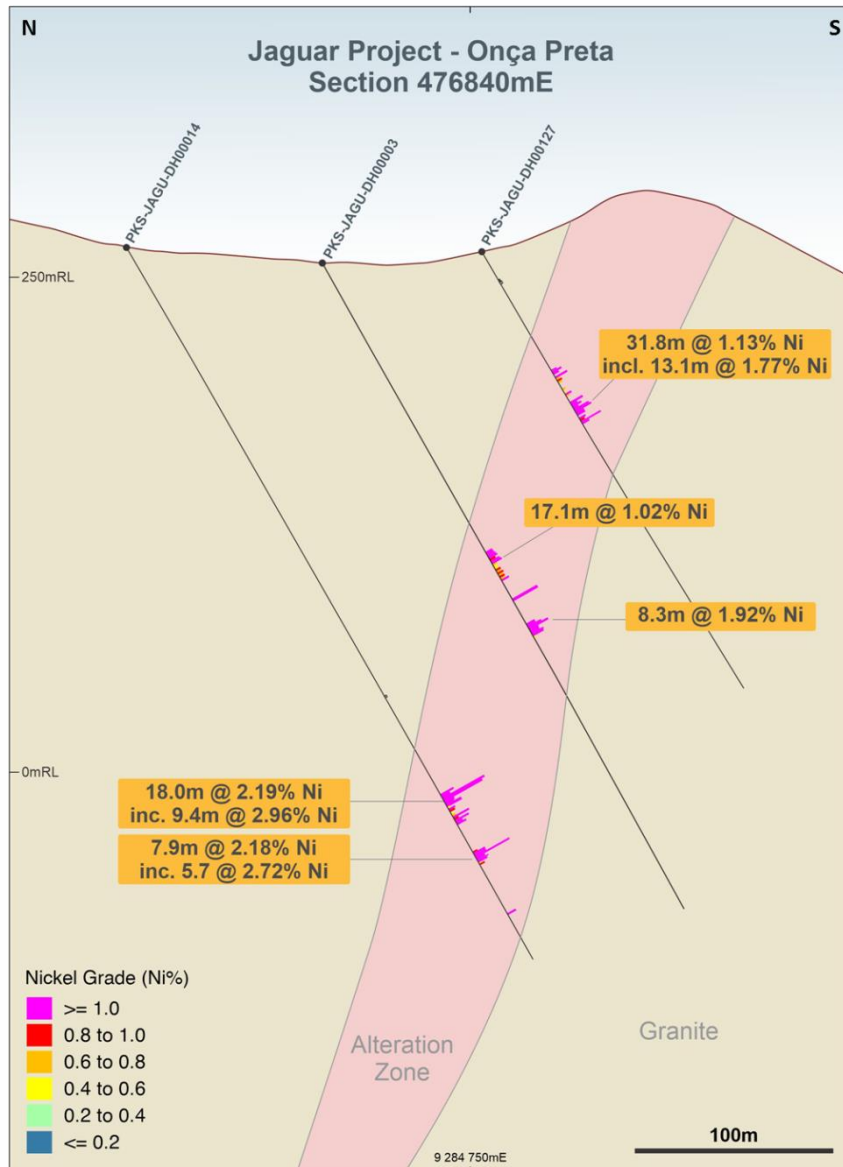 N
S
Jaguar Project - Onça Preta
Section 476840mE
PKS-JAGU-DH00014
PKS-JAGU-DH00003
PKS-JAGU-DH00127
250mRL
31.8m @ 1.13% Ni
incl. 13.1m @ 1.77% Ni
17.1m @ 1.02% Ni
8.3m @ 1.92% Ni
0mRL
18.0m @ 2.19% Ni
inc. 9.4m @ 2.96% Ni
7.9m @ 2.18% Ni
inc. 5.7 @ 2.72% Ni
Nickel Grade (Ni%)
>= 1.0
0.8 to 1.0
0.6 to 0.8
0.4 to 0.6
0.2 to 0.4
<= 0.2
Alteration
Zone
Granite
9 284 750mE
100m